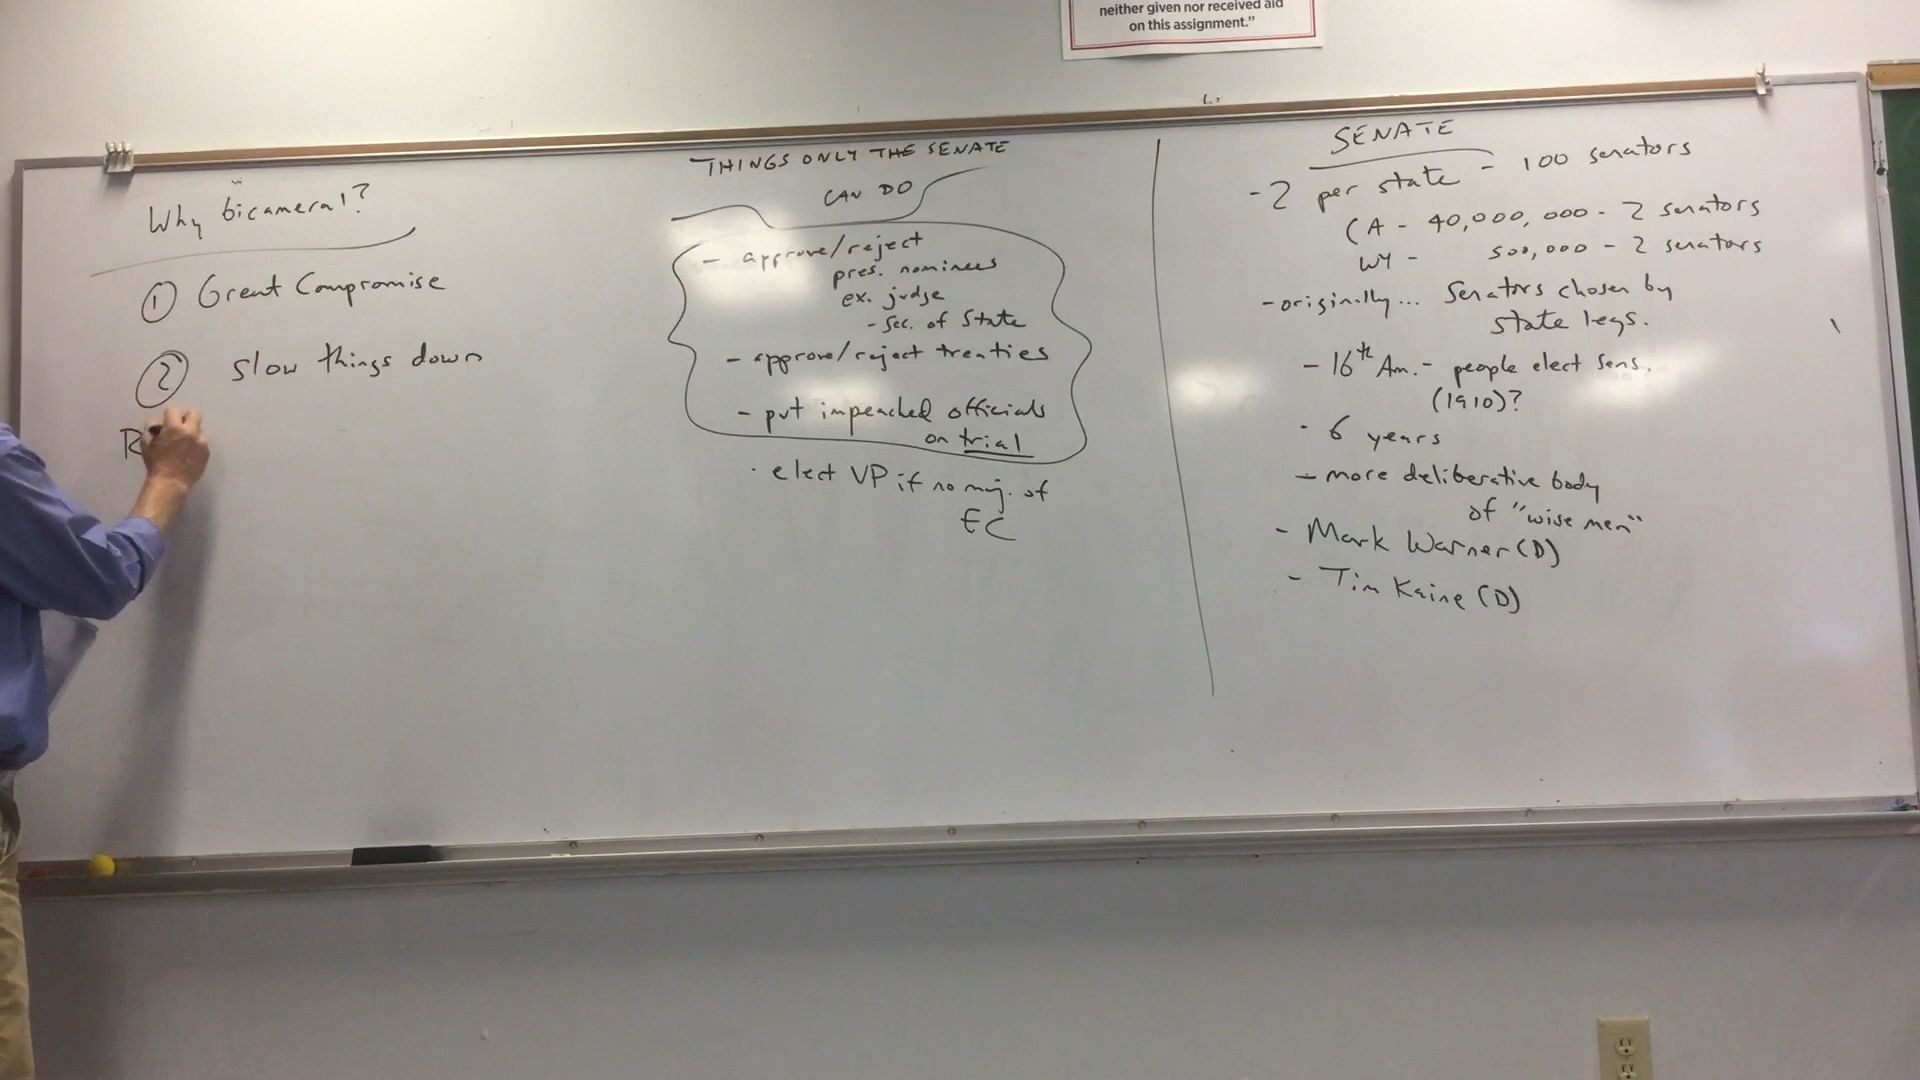 neither given nor received aid
on this assignment."
Why bicameral?
① Great Compromise
② Slow things down
THINGS ONLY THE SENATE
CAN DO
- approve/reject
pres. nominees
ex. judge
- Sec. of State
- approve/reject treaties
- put impeached officials
on trial
· elect VP if no maj. of
EC
SENATE
- 2 per state - 100 senators
CA - 40,000,000 - 2 senators
WY - 500,000 - 2 senators
- originally... Senators chosen by
state legs.
- 16th Am. - people elect sens.
(1910)?
· 6 years
- more deliberative body
of "wise men"
- Mark Warner (D)
- Tim Kaine (D)